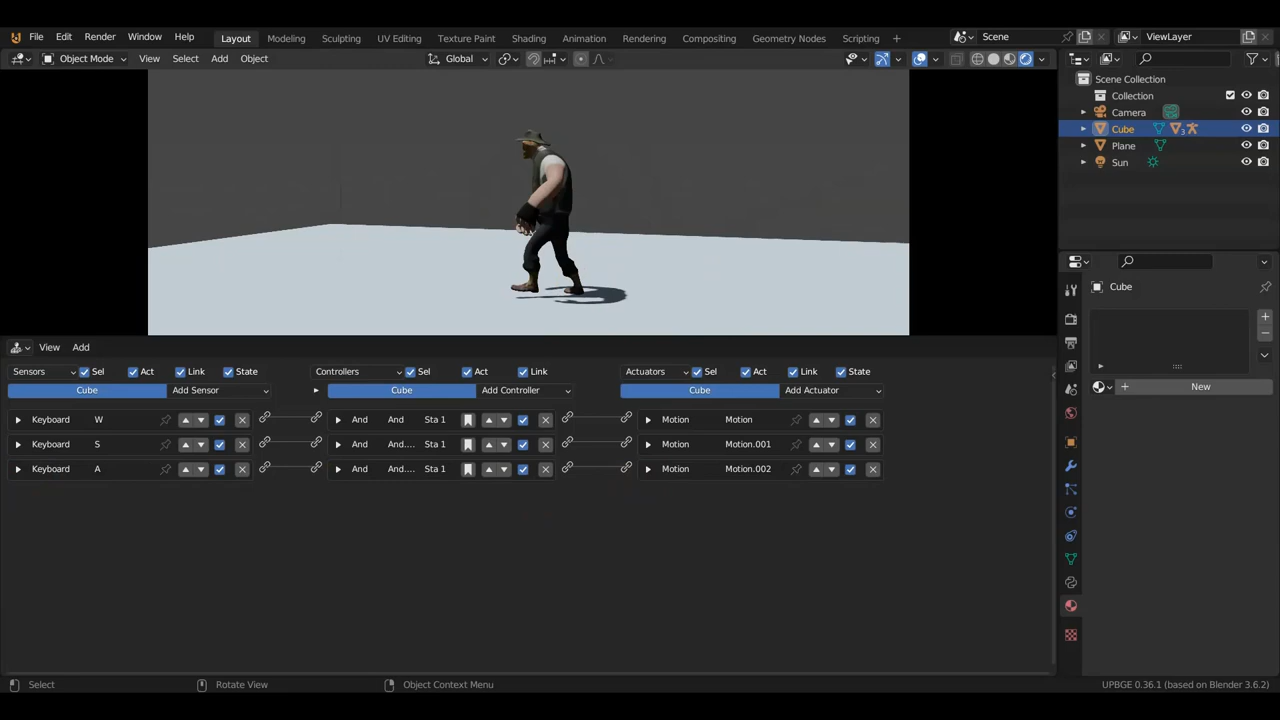 File Edit Render Window Help Layout Modeling Sculpting UV Editing Texture Paint Shading Animation Rendering Compositing Geometry Nodes Scripting + Scene ViewLayer
Object Mode View Select Add Object Global
Scene Collection
Collection
Camera
Cube 3
Plane
Sun
Cube
+ New
View Add
Sensors Sel Act Link State Controllers Sel Act Link Actuators Sel Act Link State
Cube Add Sensor Cube Add Controller Cube Add Actuator
Keyboard W And And Sta 1 Motion Motion
Keyboard S And And.... Sta 1 Motion Motion.001
Keyboard A And And.... Sta 1 Motion Motion.002
Select Rotate View Object Context Menu UPBGE 0.36.1 (based on Blender 3.6.2)